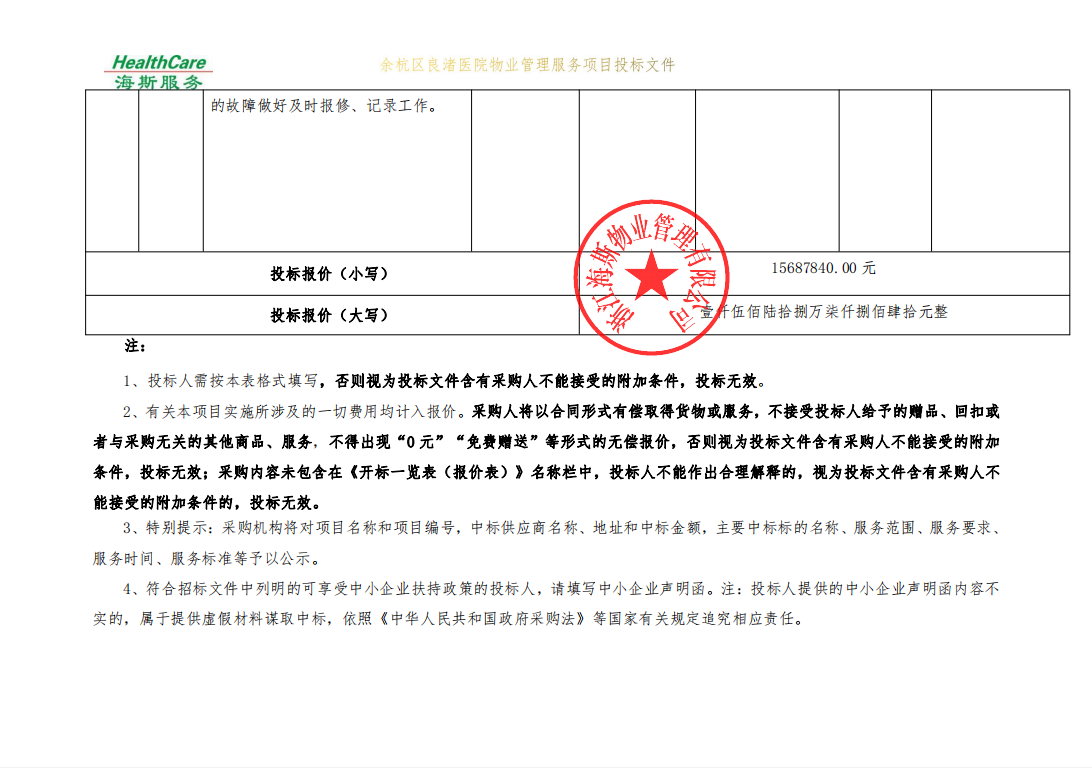 HealthCare
海斯服务
余杭区良渚医院物业管理服务项目投标文件
的故障做好及时报修、记录工作。
投标报价（小写）
15687840.00 元
投标报价（大写）
壹仟伍佰陆拾捌万柒仟捌佰肆拾元整
浙江海斯物业管理有限公司
注：
1、投标人需按本表格式填写，否则视为投标文件含有采购人不能接受的附加条件，投标无效。
2、有关本项目实施所涉及的一切费用均计入报价。采购人将以合同形式有偿取得货物或服务，不接受投标人给予的赠品、回扣或
者与采购无关的其他商品、服务，不得出现“0 元”“免费赠送”等形式的无偿报价，否则视为投标文件含有采购人不能接受的附加
条件，投标无效；采购内容未包含在《开标一览表（报价表）》名称栏中，投标人不能作出合理解释的，视为投标文件含有采购人不
能接受的附加条件的，投标无效。
3、特别提示：采购机构将对项目名称和项目编号，中标供应商名称、地址和中标金额，主要中标标的名称、服务范围、服务要求、
服务时间、服务标准等予以公示。
4、符合招标文件中列明的可享受中小企业扶持政策的投标人，请填写中小企业声明函。注：投标人提供的中小企业声明函内容不
实的，属于提供虚假材料谋取中标，依照《中华人民共和国政府采购法》等国家有关规定追究相应责任。